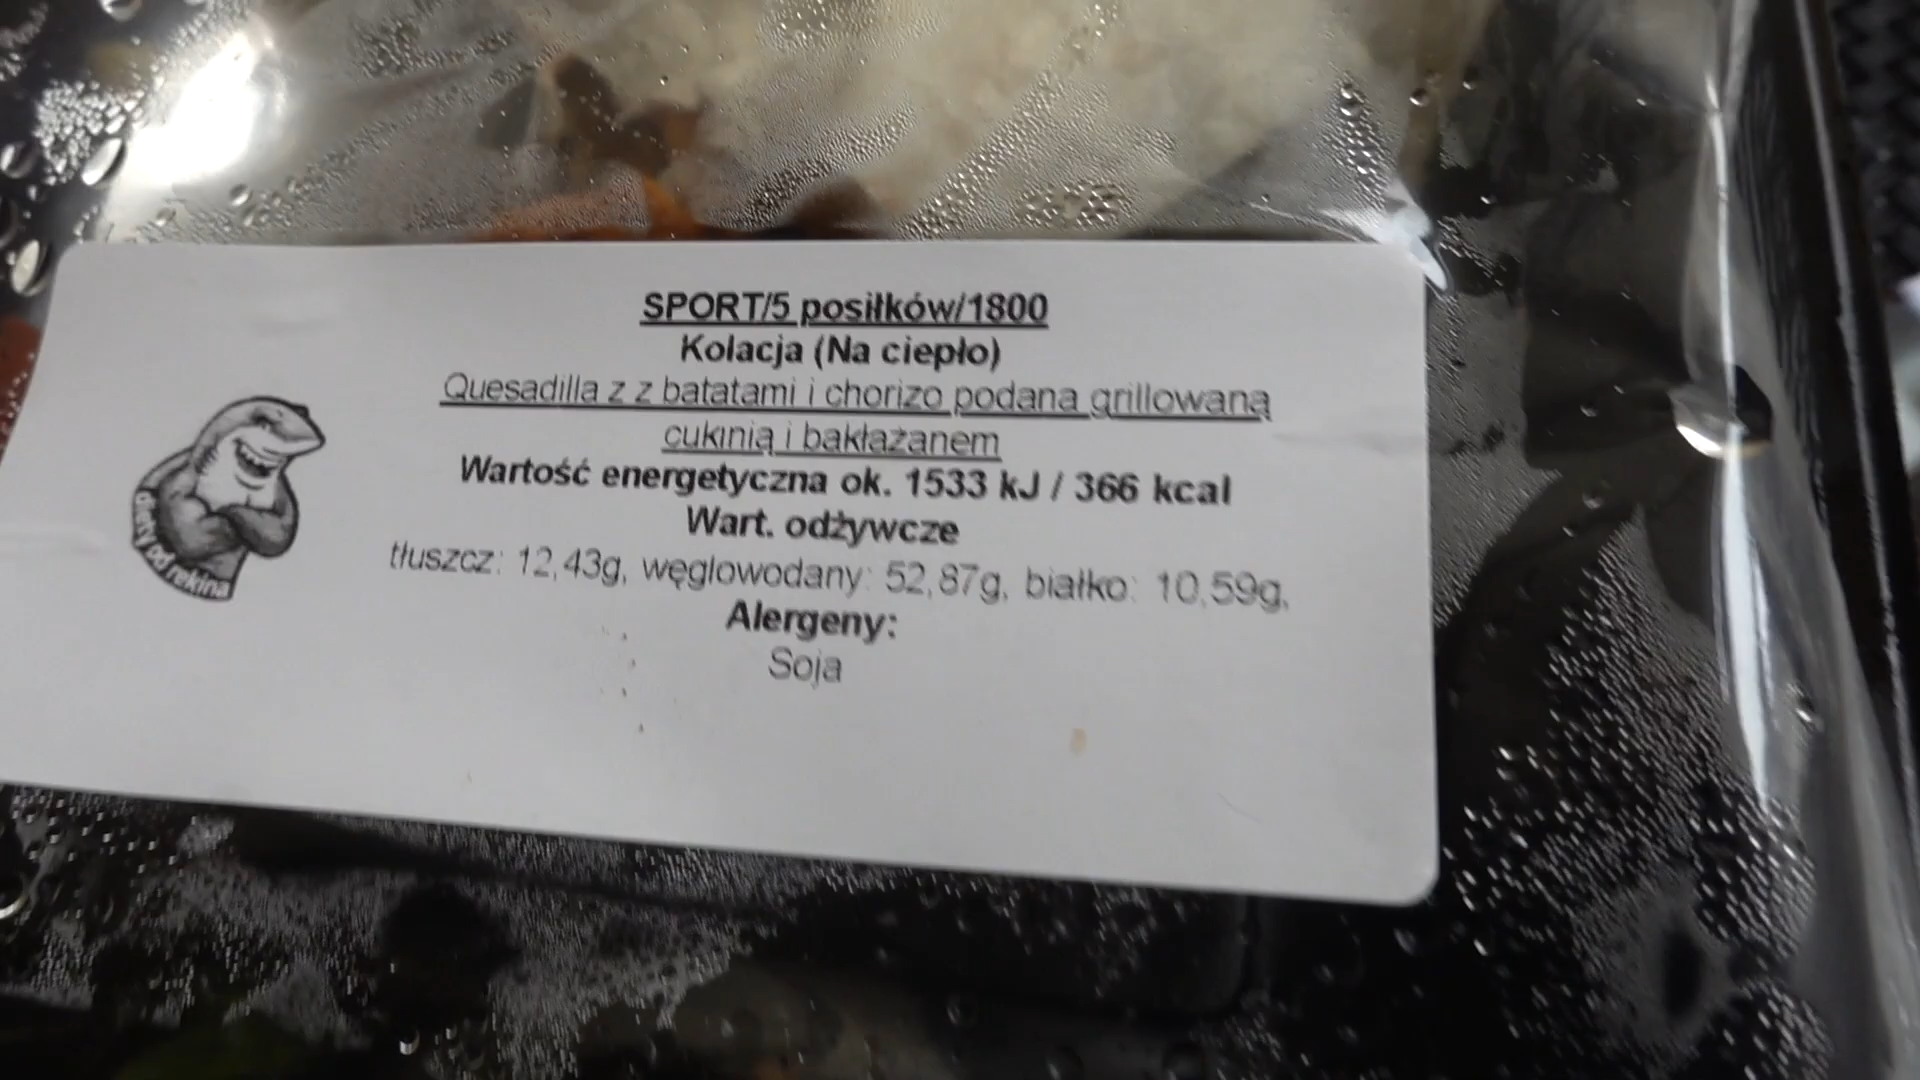 SPORT/5 posiłków/1800
Kolacja (Na ciepło)
Quesadilla z z batatami i chorizo podana grillowaną
cukinią i bakłażanem
Wartość energetyczna ok. 1533 kJ / 366 kcal
Wart. odżywcze
tłuszcz: 12,43g, węglowodany: 52,87g, białko: 10,59g,
Alergeny:
Soja
diety od rekina